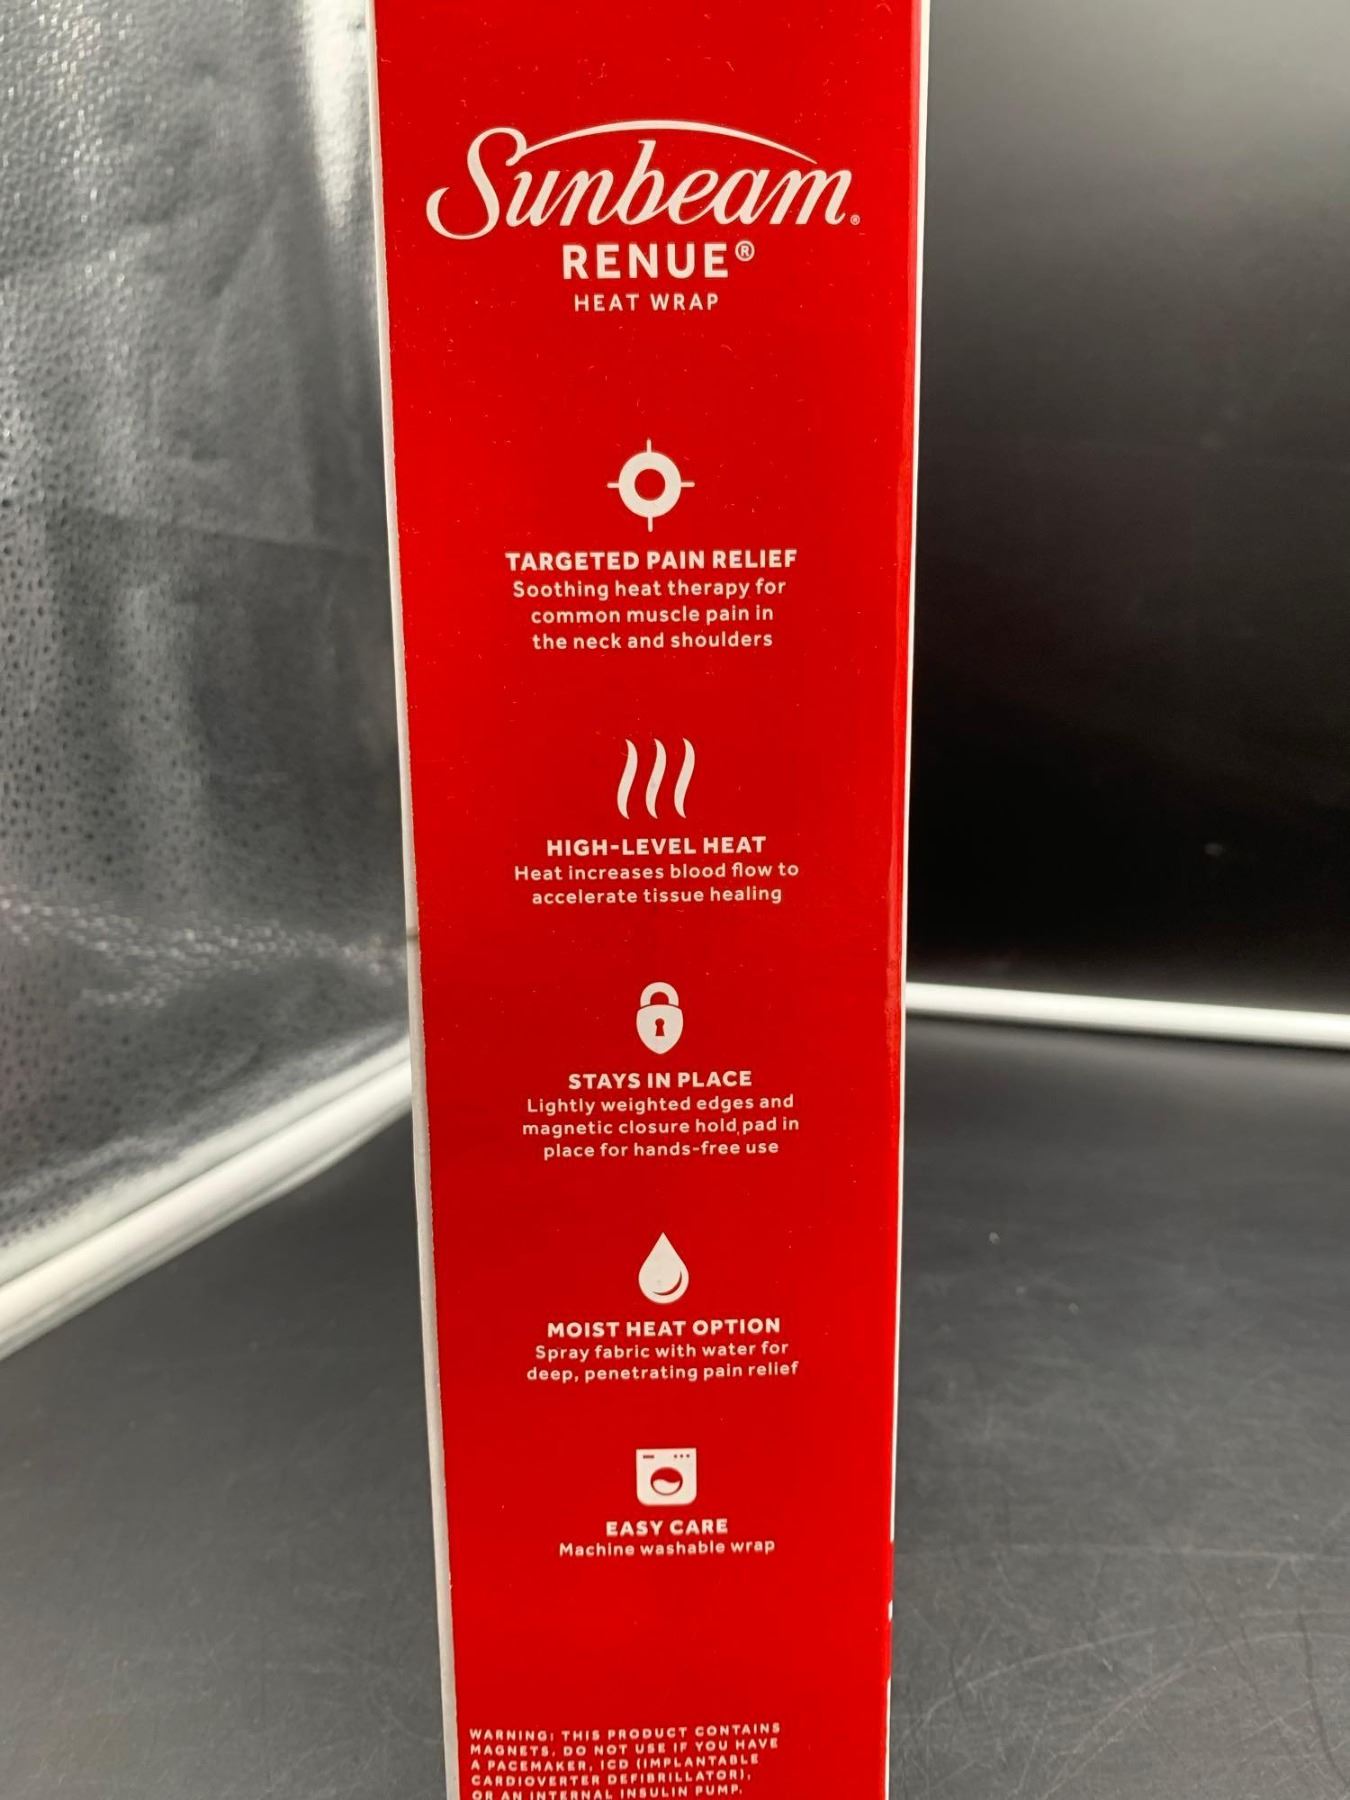 Sunbeam®
RENUE®
HEAT WRAP
TARGETED PAIN RELIEF
Soothing heat therapy for
common muscle pain in
the neck and shoulders
HIGH-LEVEL HEAT
Heat increases blood flow to
accelerate tissue healing
STAYS IN PLACE
Lightly weighted edges and
magnetic closure hold pad in
place for hands-free use
MOIST HEAT OPTION
Spray fabric with water for
deep, penetrating pain relief
EASY CARE
Machine washable wrap
WARNING: THIS PRODUCT CONTAINS
MAGNETS. DO NOT USE IF YOU HAVE
A PACEMAKER, ICD (IMPLANTABLE
CARDIOVERTER DEFIBRILLATOR),
OR AN INTERNAL INSULIN PUMP.